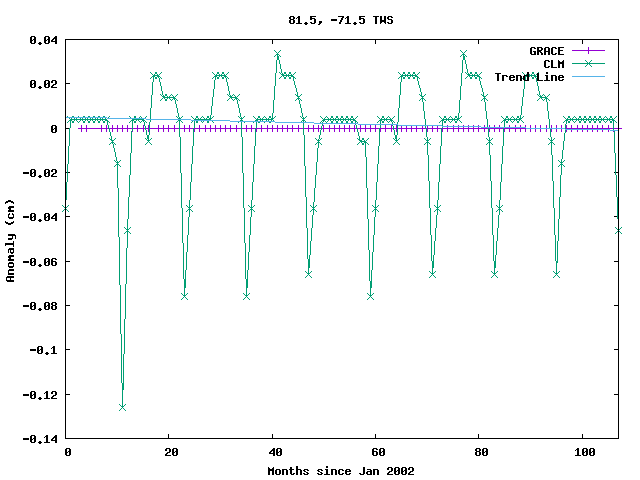 81.5, -71.5 TWS
0.04
0.02
0
-0.02
-0.04
-0.06
-0.08
-0.1
-0.12
-0.14
Anomaly (cm)
GRACE
CLM
Trend Line
0 20 40 60 80 100
Months since Jan 2002